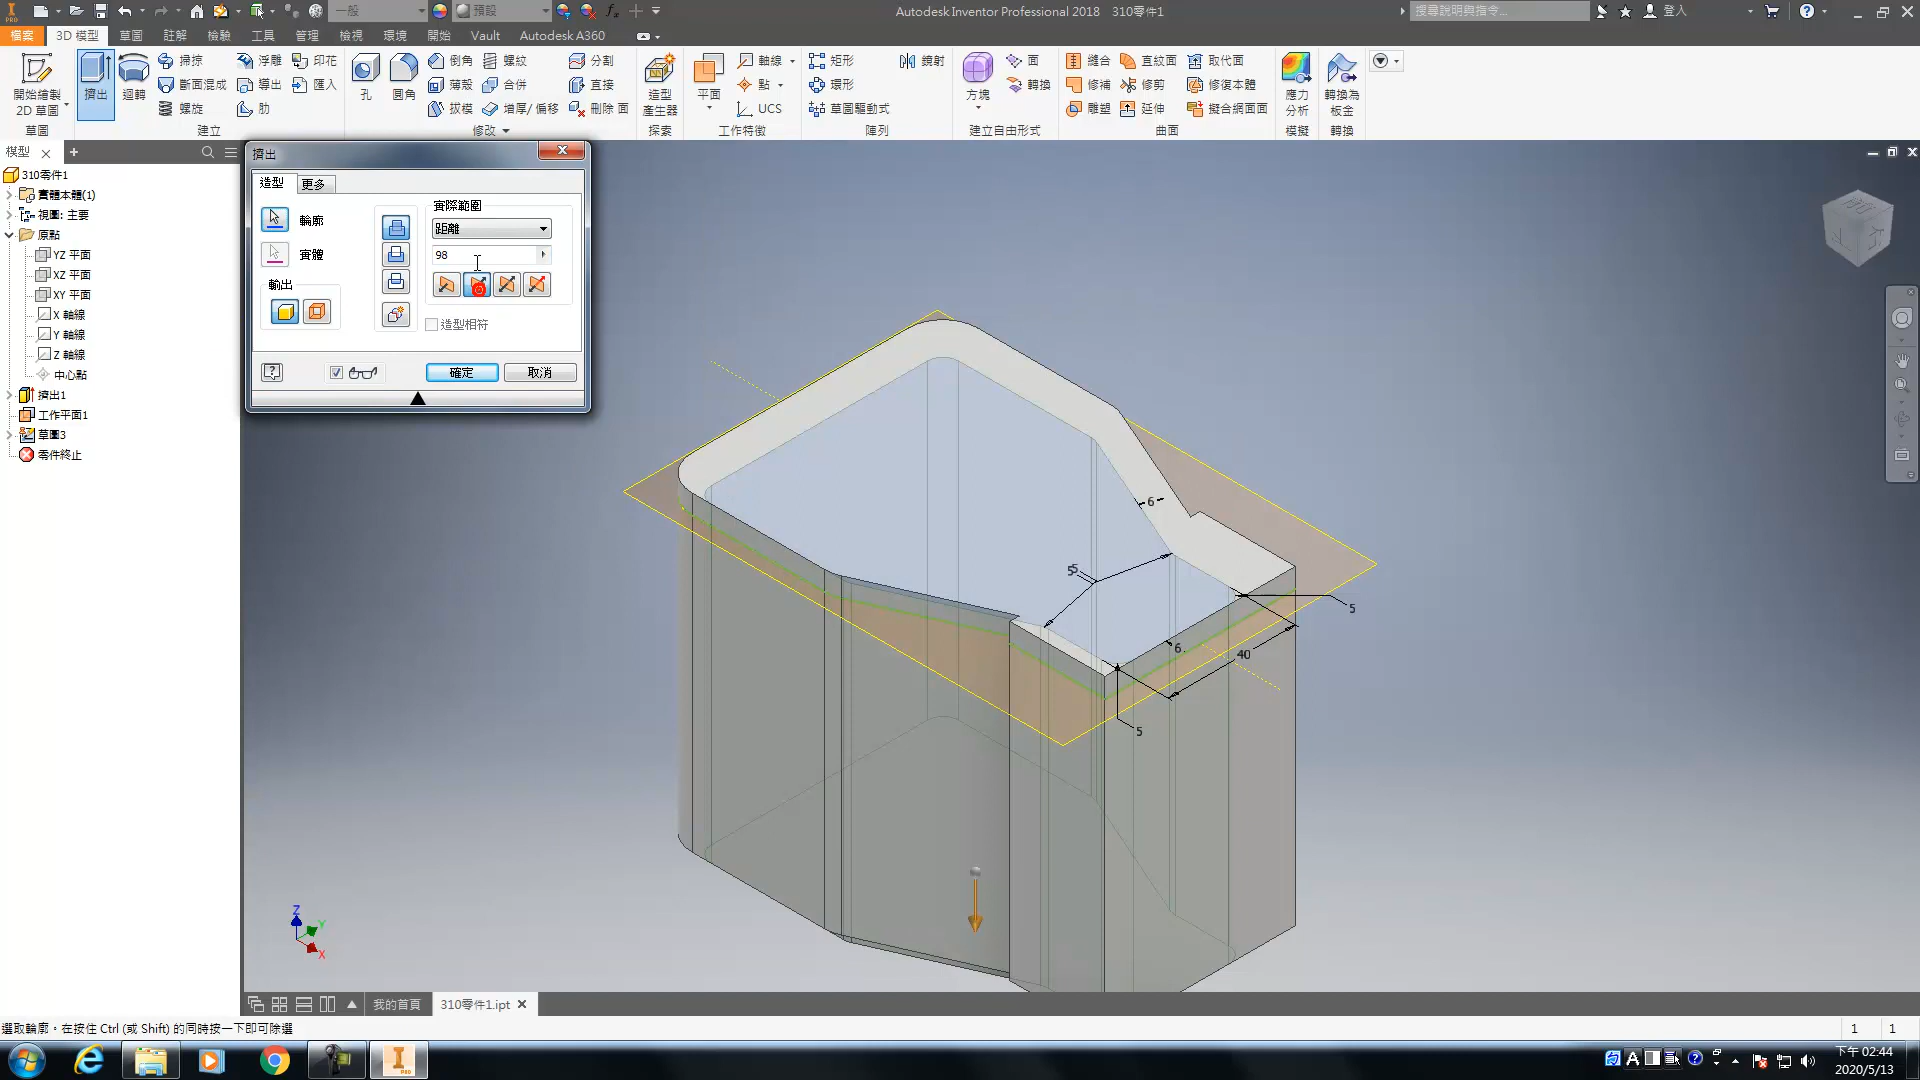 一般
預設
Autodesk Inventor Professional 2018 310零件1
搜尋說明與指令...
登入
檔案 3D 模型 草圖 註解 檢驗 工具 管理 檢視 環境 開始 Vault Autodesk A360
開始繪製
2D 草圖
草圖
擠出
迴轉
掃掠
斷面混成
螺旋
浮雕
導出
肋
印花
匯入
建立
孔
圓角
倒角
薄殼
拔模
螺紋
合併
增厚/ 偏移
分割
直接
刪除 面
修改
造型
產生器
探索
平面
軸線
點
UCS
工作特徵
矩形
環形
草圖驅動式
鏡射
陣列
方塊
面
轉換
建立自由形式
縫合
修補
雕塑
直紋面
修剪
延伸
取代面
修復本體
擬合網面面
曲面
應力
分析
模擬
轉換為
板金
轉換
模型
310零件1
實體本體(1)
視圖: 主要
原點
YZ 平面
XZ 平面
XY 平面
X 軸線
Y 軸線
Z 軸線
中心點
擠出1
工作平面1
草圖3
零件終止
擠出
造型 更多
輪廓
實體
輸出
實際範圍
距離
98
造型相符
確定
取消
6
55
5
6
40
5
Z
Y
X
我的首頁
310零件1.ipt
選取輪廓。在按住 Ctrl (或 Shift) 的同時按一下即可除選
1 1
下午 02:44
2020/5/13